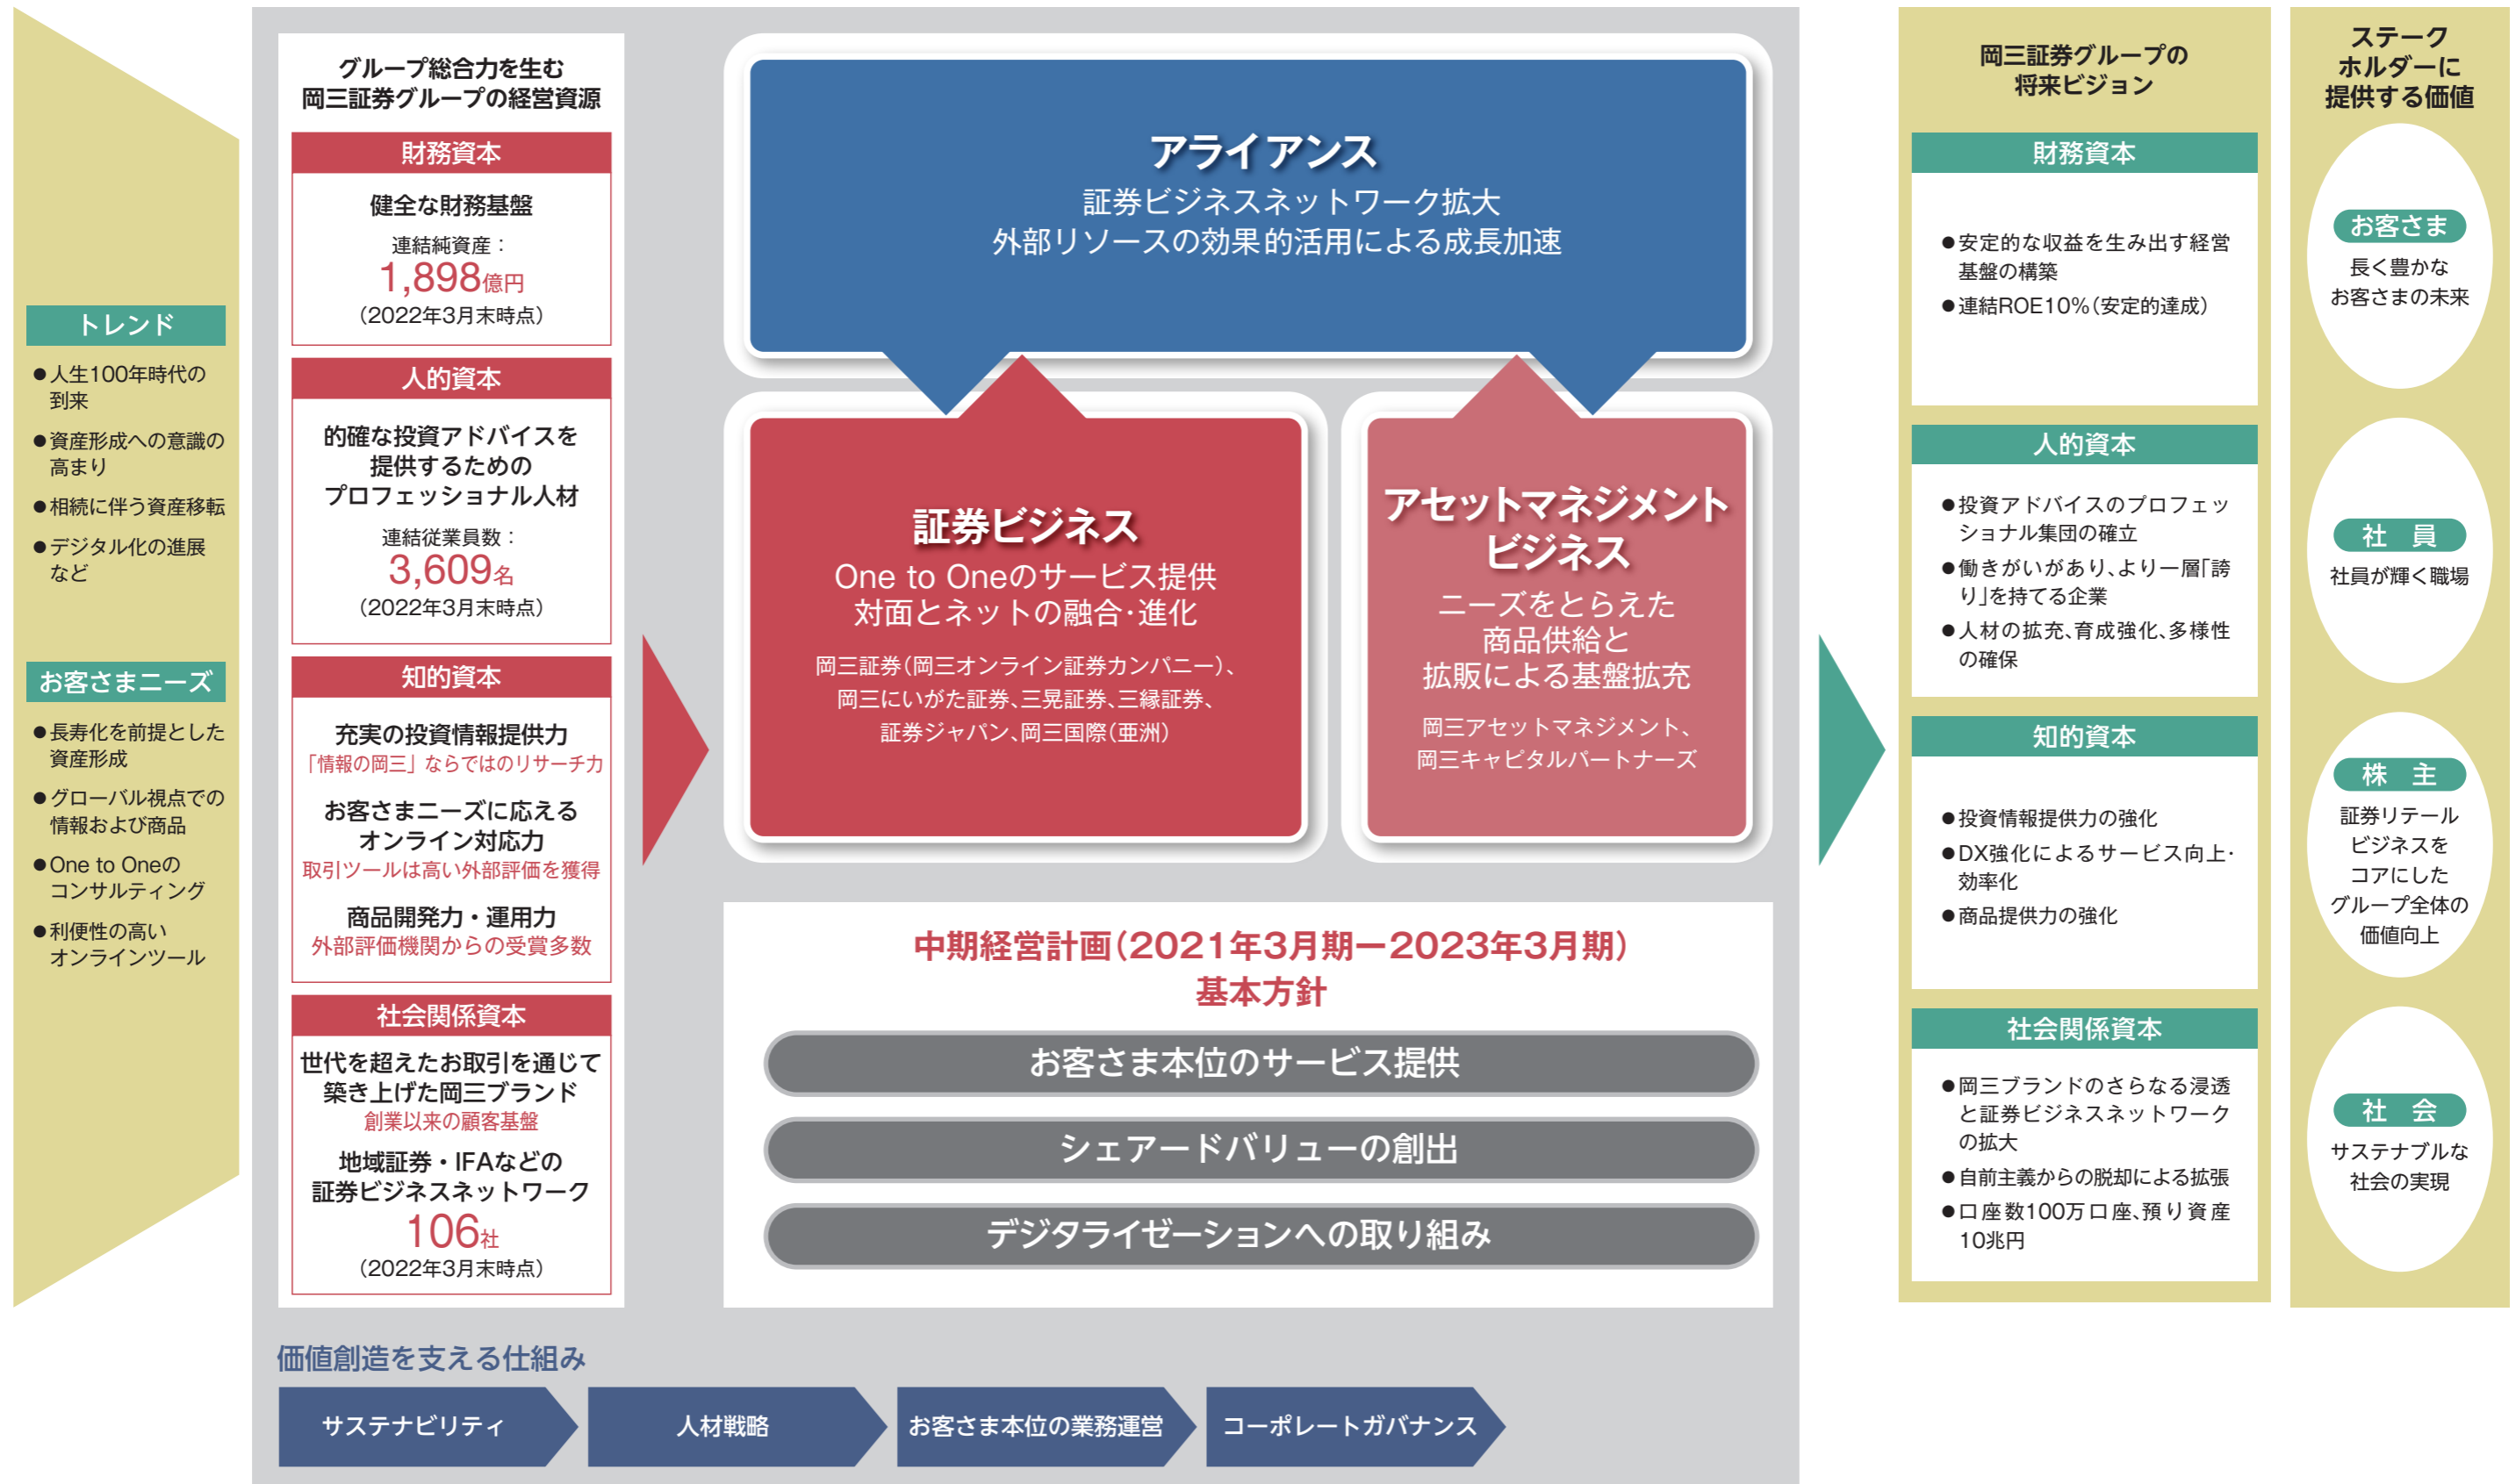 トレンド
●人生100年時代の
到来
●資産形成への意識の
高まり
●相続に伴う資産移転
●デジタル化の進展
など
お客さまニーズ
●長寿化を前提とした
資産形成
●グローバル視点での
情報および商品
●One to Oneの
コンサルティング
●利便性の高い
オンラインツール
グループ総合力を生む
岡三証券グループの経営資源
財務資本
健全な財務基盤
連結純資産：
1,898億円
（2022年3月末時点）
人的資本
的確な投資アドバイスを
提供するための
プロフェッショナル人材
連結従業員数：
3,609名
（2022年3月末時点）
知的資本
充実の投資情報提供力
「情報の岡三」ならではのリサーチ力
お客さまニーズに応える
オンライン対応力
取引ツールは高い外部評価を獲得
商品開発力・運用力
外部評価機関からの受賞多数
社会関係資本
世代を超えたお取引を通じて
築き上げた岡三ブランド
創業以来の顧客基盤
地域証券・IFAなどの
証券ビジネスネットワーク
106社
（2022年3月末時点）
アライアンス
証券ビジネスネットワーク拡大
外部リソースの効果的活用による成長加速
証券ビジネス
One to Oneのサービス提供
対面とネットの融合・進化
岡三証券（岡三オンライン証券カンパニー）、
岡三にいがた証券、三晃証券、三縁証券、
証券ジャパン、岡三国際（亜洲）
アセットマネジメント
ビジネス
ニーズをとらえた
商品供給と
拡販による基盤拡充
岡三アセットマネジメント、
岡三キャピタルパートナーズ
中期経営計画（2021年3月期ー2023年3月期）
基本方針
お客さま本位のサービス提供
シェアードバリューの創出
デジタライゼーションへの取り組み
価値創造を支える仕組み
サステナビリティ
人材戦略
お客さま本位の業務運営
コーポレートガバナンス
岡三証券グループの
将来ビジョン
財務資本
●安定的な収益を生み出す経営
基盤の構築
●連結ROE10％（安定的達成）
人的資本
●投資アドバイスのプロフェッ
ショナル集団の確立
●働きがいがあり、より一層「誇
り」を持てる企業
●人材の拡充、育成強化、多様性
の確保
知的資本
●投資情報提供力の強化
●DX強化によるサービス向上・
効率化
●商品提供力の強化
社会関係資本
●岡三ブランドのさらなる浸透
と証券ビジネスネットワーク
の拡大
●自前主義からの脱却による拡張
●口座数100万口座、預り資産
10兆円
ステーク
ホルダーに
提供する価値
お客さま
長く豊かな
お客さまの未来
社 員
社員が輝く職場
株 主
証券リテール
ビジネスを
コアにした
グループ全体の
価値向上
社 会
サステナブルな
社会の実現